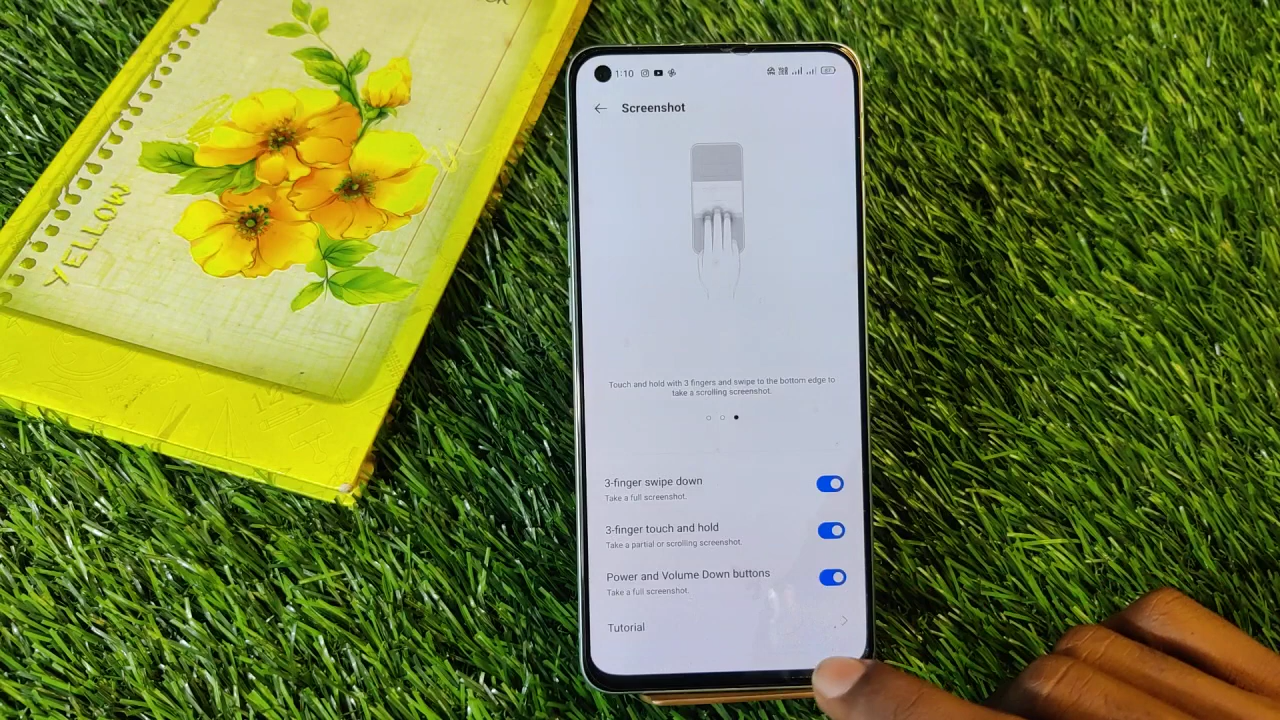 YELLOW
1:10
Screenshot
Touch and hold with 3 fingers and swipe to the bottom edge to
take a scrolling screenshot.
3-finger swipe down
Take a full screenshot.
3-finger touch and hold
Take a partial or scrolling screenshot.
Power and Volume Down buttons
Take a full screenshot.
Tutorial